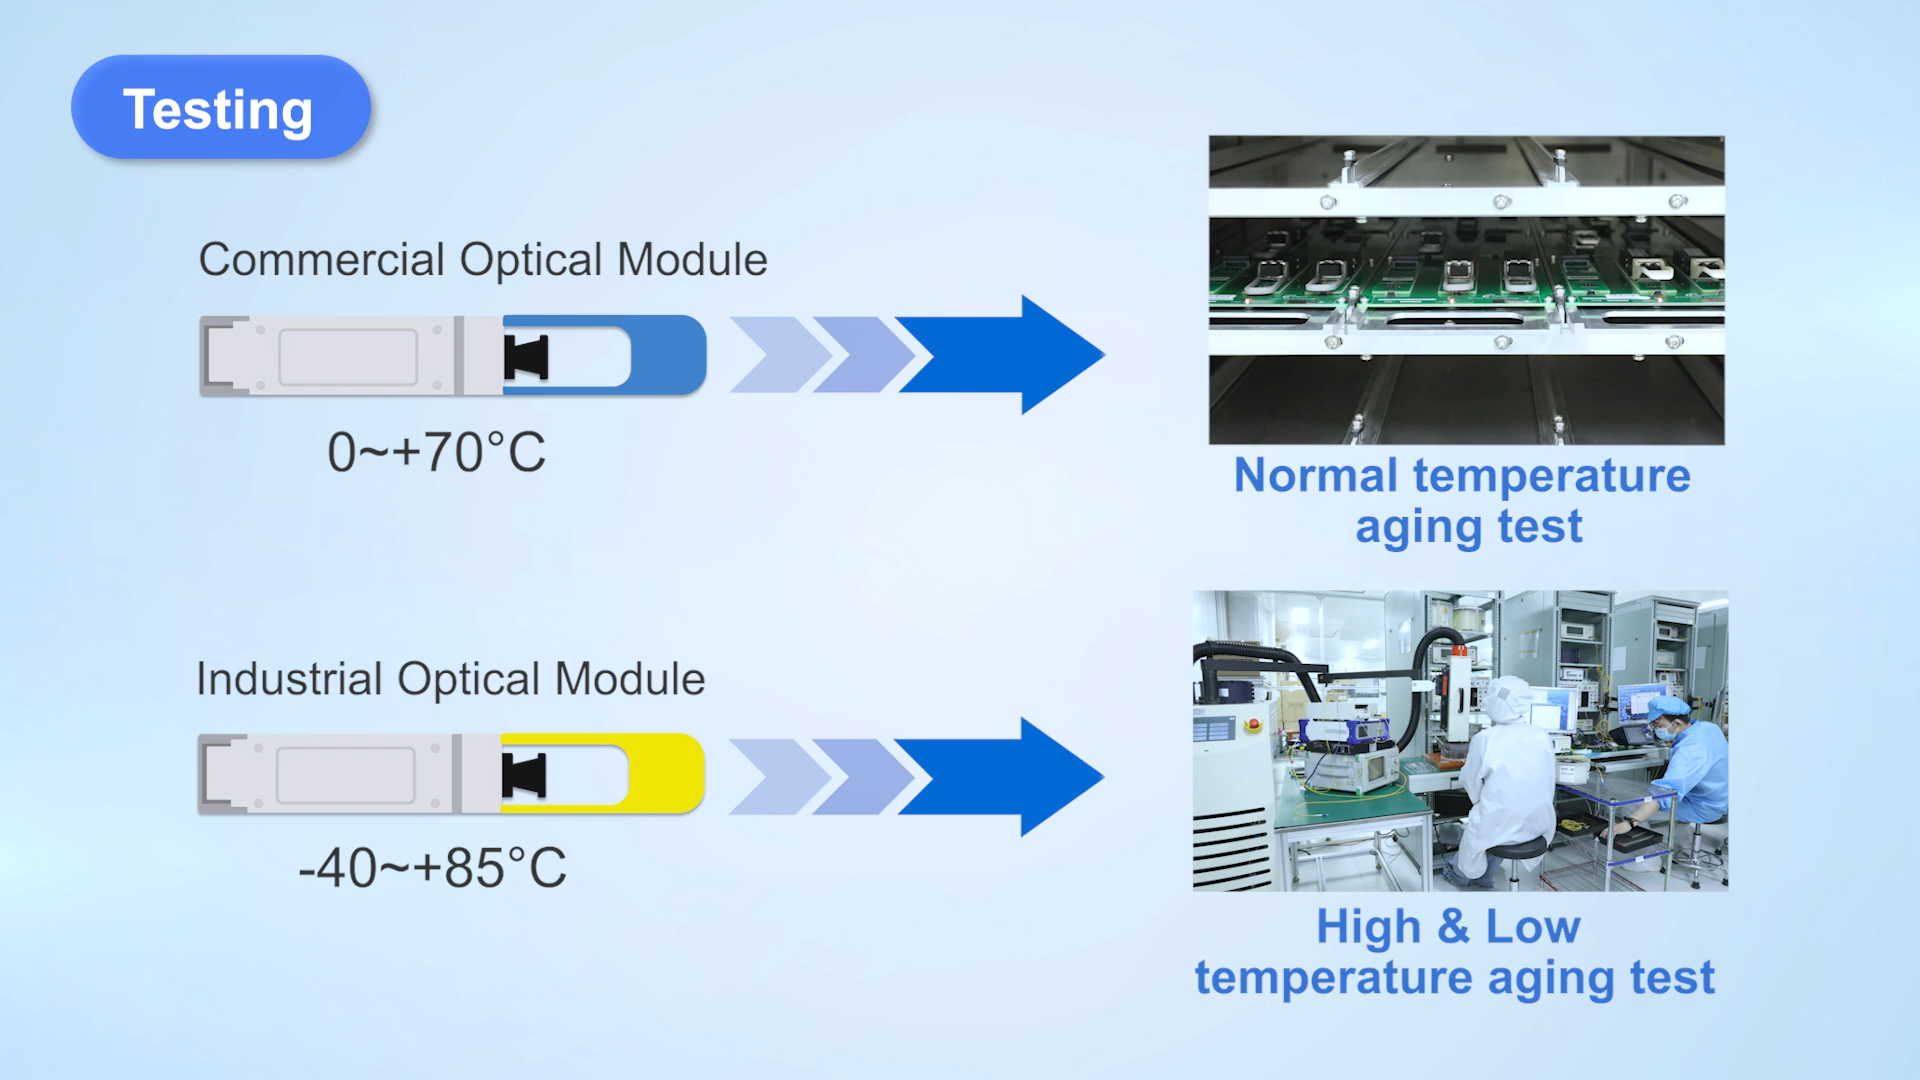 Testing
Commercial Optical Module
0~+70°C
Normal temperature
aging test
Industrial Optical Module
-40~+85°C
High & Low
temperature aging test